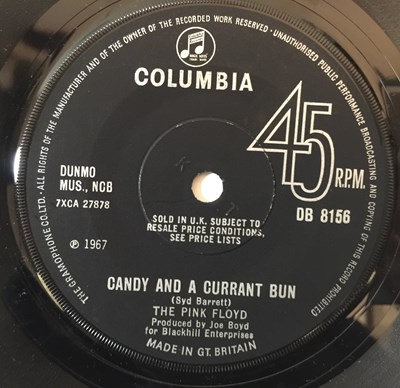 ALL RIGHTS OF THE MANUFACTURER AND OF THE OWNER OF THE RECORDED WORK RESERVED · UNAUTHORISED PUBLIC PERFORMANCE BROADCASTING AND COPYING OF THIS RECORD PROHIBITED
THE GRAMOPHONE CO. LTD.
COLUMBIA
45
R.P.M.
DUNMO
MUS., NCB
7XCA 27878
DB 8156
SOLD IN U.K. SUBJECT TO
RESALE PRICE CONDITIONS,
SEE PRICE LISTS
℗ 1967
CANDY AND A CURRANT BUN
(Syd Barrett)
THE PINK FLOYD
Produced by Joe Boyd
for Blackhill Enterprises
MADE IN GT. BRITAIN